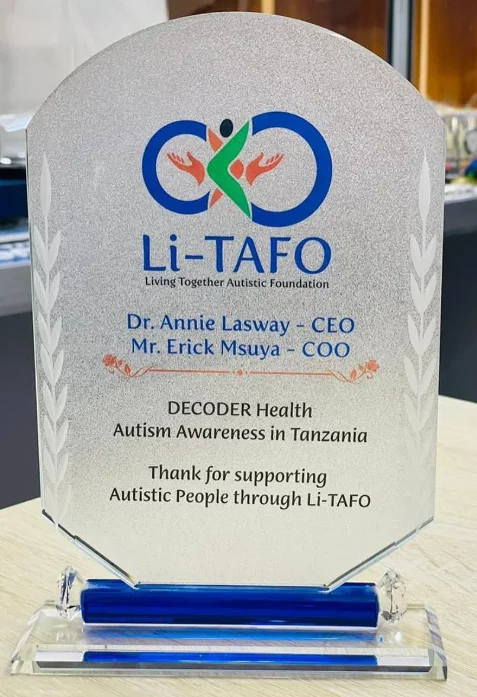 Li-TAFO
Living Together Autistic Foundation
Dr. Annie Lasway - CEO
Mr. Erick Msuya - COO
DECODER Health
Autism Awareness in Tanzania
Thank for supporting
Autistic People through Li-TAFO